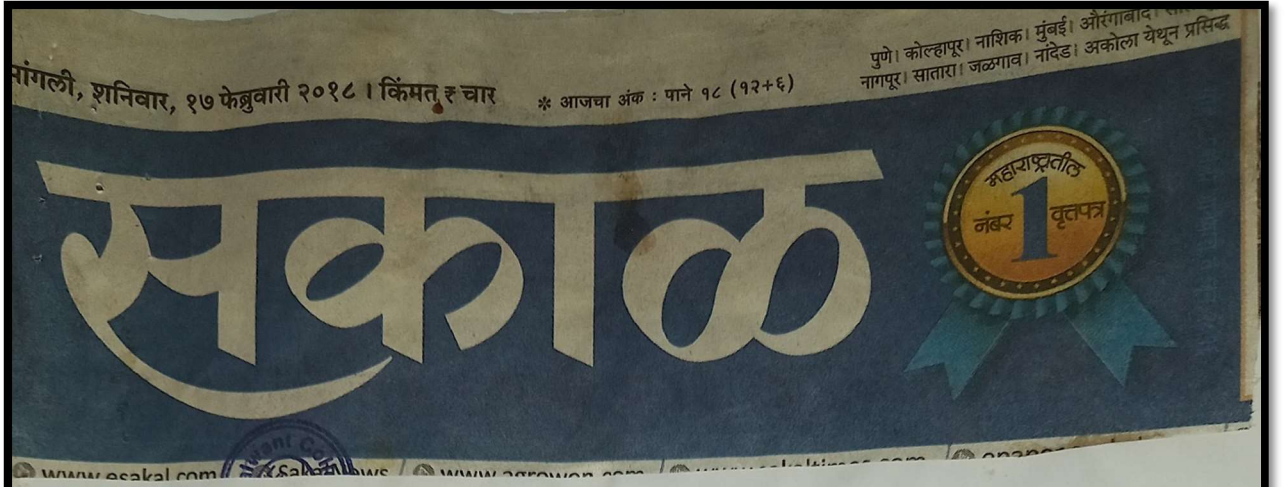 पुणे। कोल्हापूर। नाशिक। मुंबई। औरंगाबाद।
नागपूर। सातारा। जळगाव। नांदेड। अकोला येथून प्रसिद्ध
सांगली, शनिवार, १७ फेब्रुवारी २०१८ । किंमत ₹ चार
* आजचा अंक : पाने १८ (१२+६)
सकाळ
महाराष्ट्रातील
नंबर 1 वृत्तपत्र
www.esakal.com
www.agrowon.com